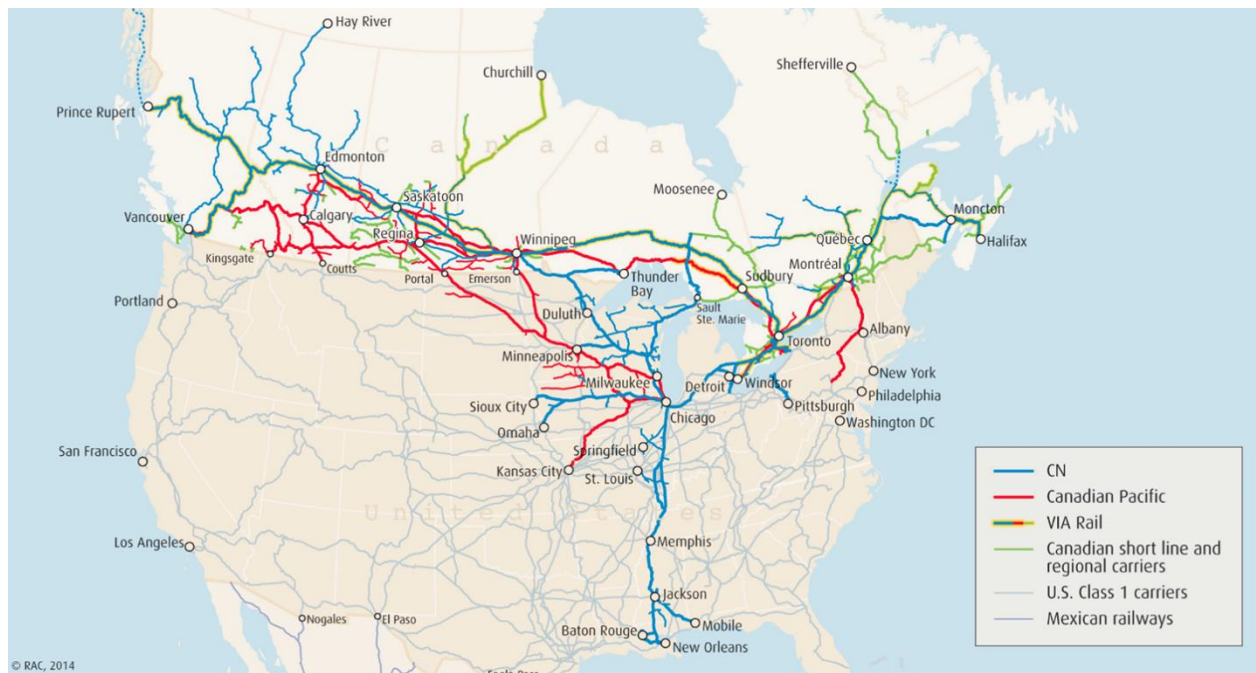 Hay River
Churchill
Shefferville
Prince Rupert
Canada
Edmonton
Moosenee
Saskatoon
Vancouver
Calgary
Regina
Winnipeg
Québec
Moncton
Halifax
Kingsgate
Coutts
Portal
Emerson
Thunder
Bay
Sudbury
Montréal
Portland
Duluth
Sault
Ste. Marie
Toronto
Albany
Minneapolis
Milwaukee
Detroit
Windsor
New York
Philadelphia
Sioux City
Chicago
Pittsburgh
Washington DC
Omaha
San Francisco
Springfield
Kansas City
St. Louis
United States
Los Angeles
Memphis
Jackson
Nogales
El Paso
Baton Rouge
Mobile
New Orleans
Eagle Pass
CN
Canadian Pacific
VIA Rail
Canadian short line and
regional carriers
U.S. Class 1 carriers
Mexican railways
© RAC, 2014